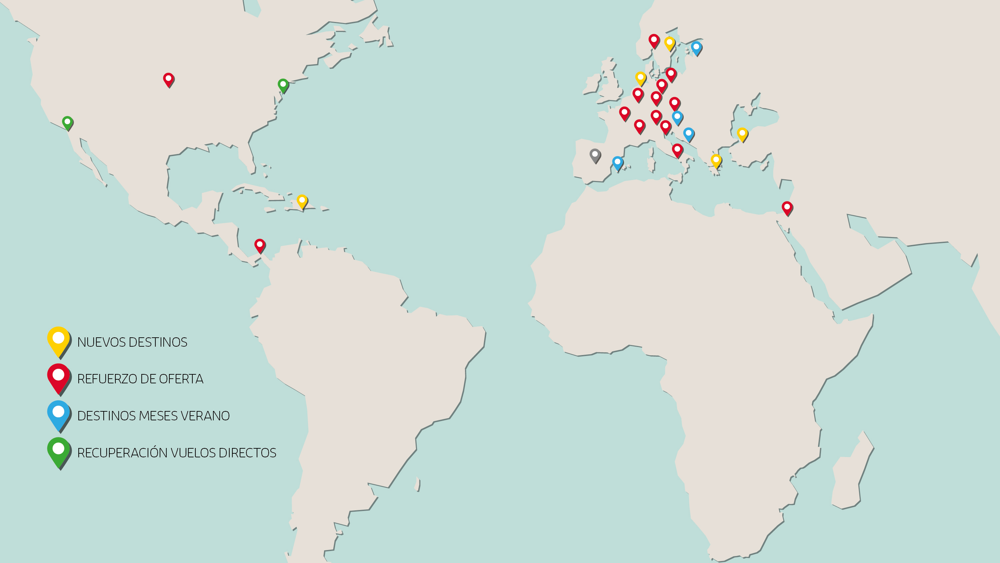 NUEVOS DESTINOS
REFUERZO DE OFERTA
DESTINOS MESES VERANO
RECUPERACIÓN VUELOS DIRECTOS